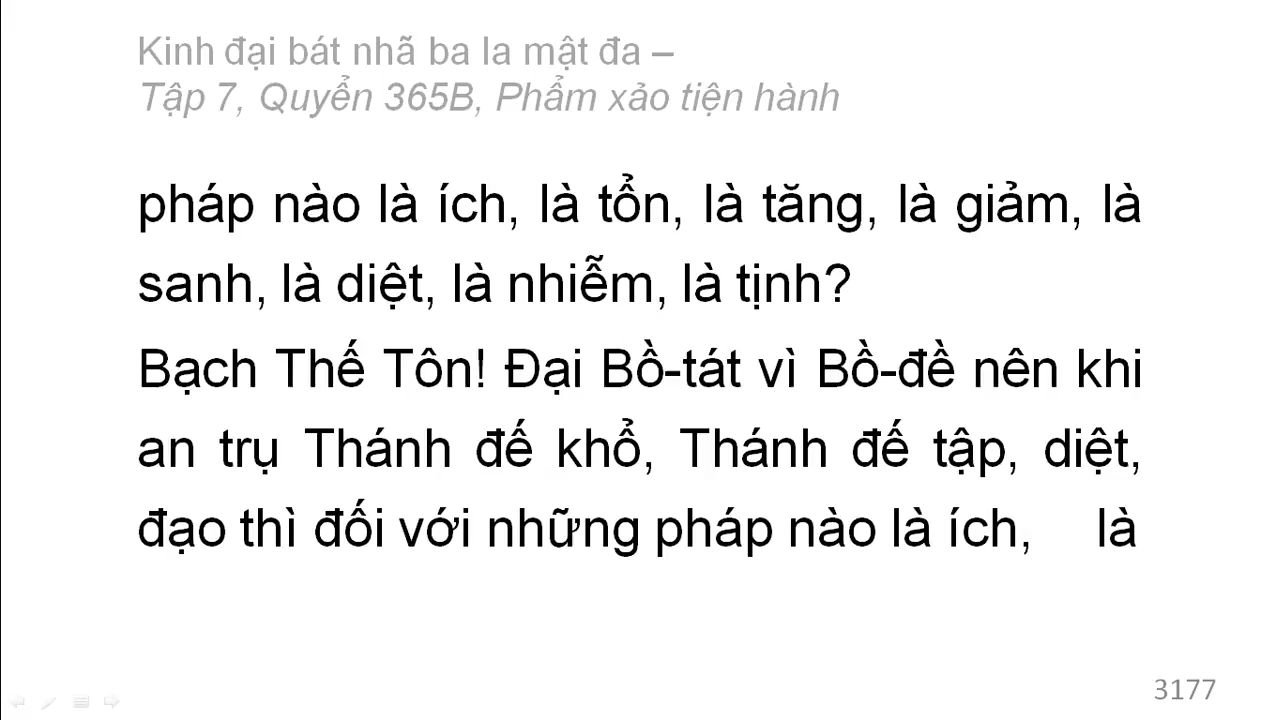 Kinh đại bát nhã ba la mật đa –
Tập 7, Quyển 365B, Phẩm xảo tiện hành
pháp nào là ích, là tổn, là tăng, là giảm, là
sanh, là diệt, là nhiễm, là tịnh?
Bạch Thế Tôn! Đại Bồ-tát vì Bồ-đề nên khi
an trụ Thánh đế khổ, Thánh đế tập, diệt,
đạo thì đối với những pháp nào là ích, là
3177